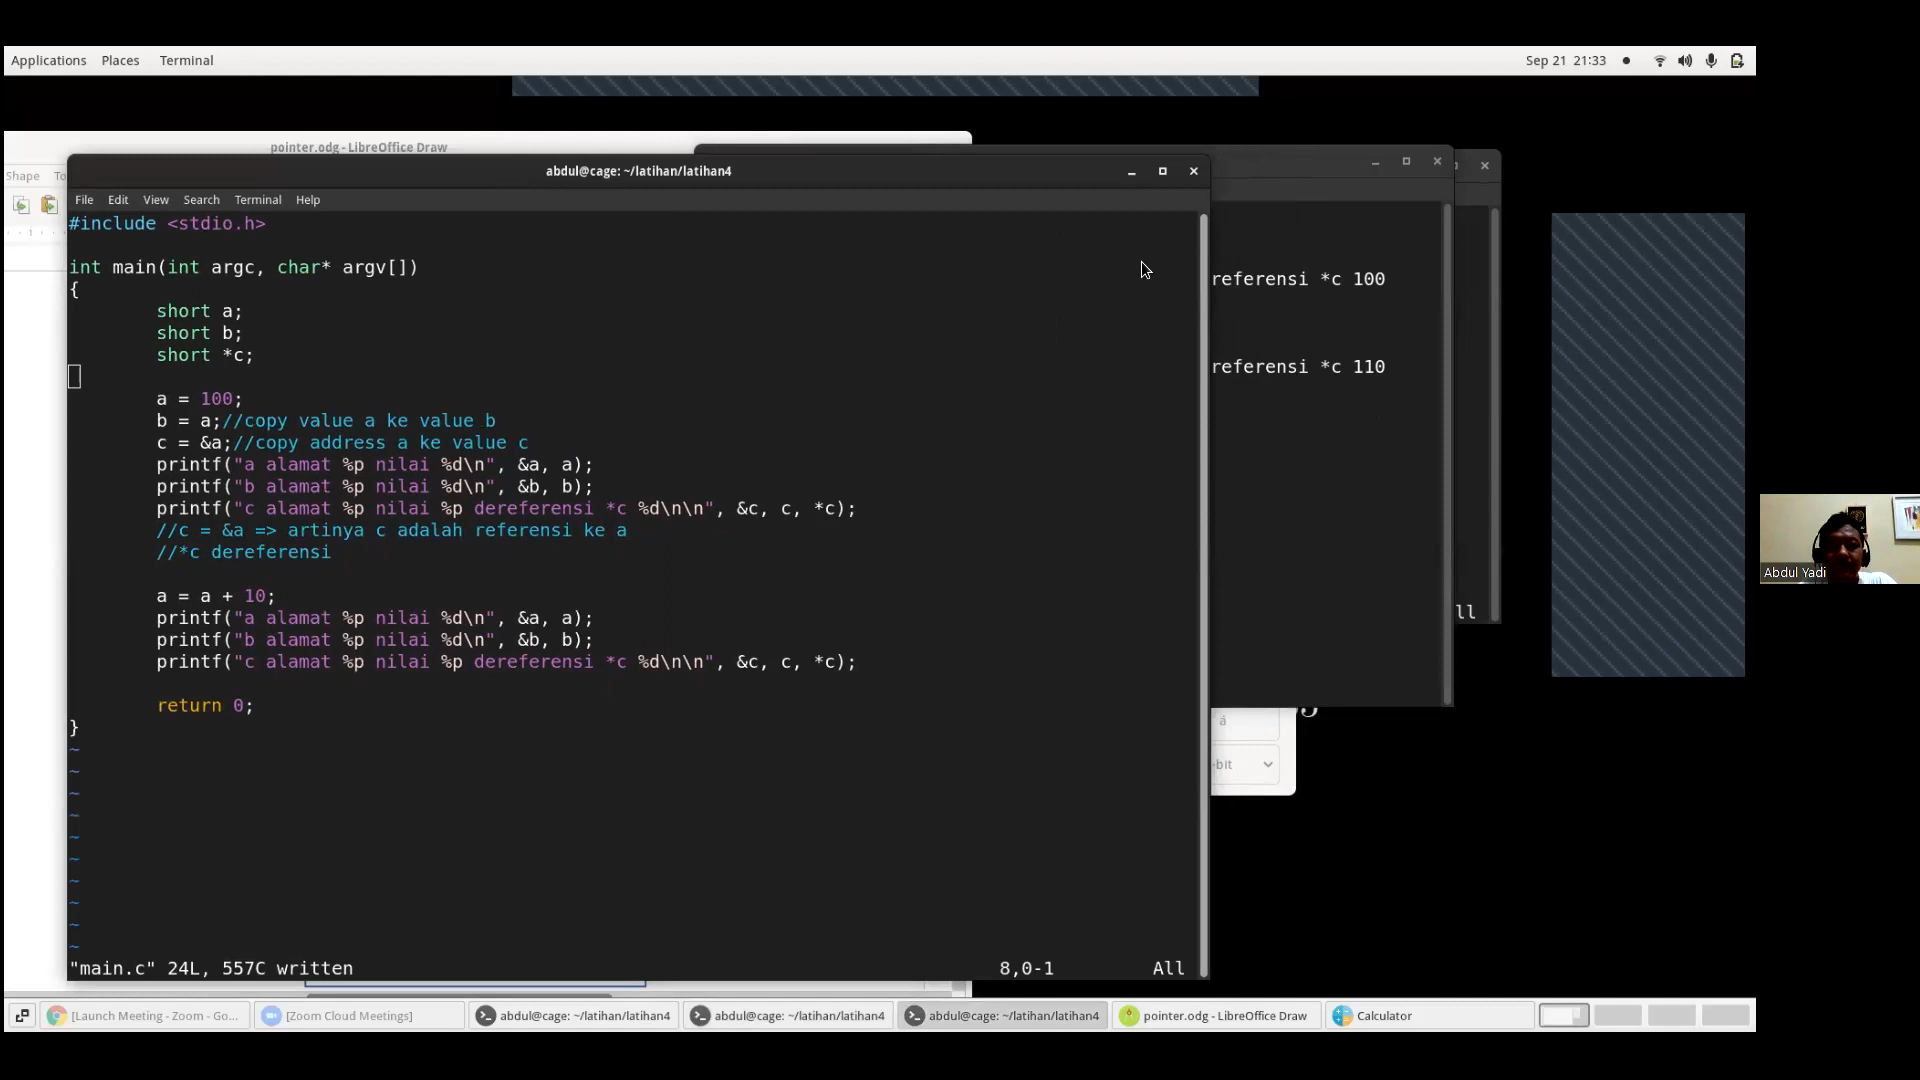 Applications Places Terminal
Sep 21 21:33
pointer.odg - LibreOffice Draw
Shape
abdul@cage: ~/latihan/latihan4
File Edit View Search Terminal Help
#include <stdio.h>
int main(int argc, char* argv[])
{
short a;
short b;
short *c;
a = 100;
b = a;//copy value a ke value b
c = &a;//copy address a ke value c
printf("a alamat %p nilai %d\n", &a, a);
printf("b alamat %p nilai %d\n", &b, b);
printf("c alamat %p nilai %p dereferensi *c %d\n\n", &c, c, *c);
//c = &a => artinya c adalah referensi ke a
//*c dereferensi
a = a + 10;
printf("a alamat %p nilai %d\n", &a, a);
printf("b alamat %p nilai %d\n", &b, b);
printf("c alamat %p nilai %p dereferensi *c %d\n\n", &c, c, *c);
return 0;
}
~
~
~
~
~
~
~
~
~
~
"main.c" 24L, 557C written 8,0-1 All
referensi *c 100
referensi *c 110
ll
á
-bit
Abdul Yadi
[Launch Meeting - Zoom - Go... [Zoom Cloud Meetings] abdul@cage: ~/latihan/latihan4 abdul@cage: ~/latihan/latihan4 abdul@cage: ~/latihan/latihan4 pointer.odg - LibreOffice Draw Calculator